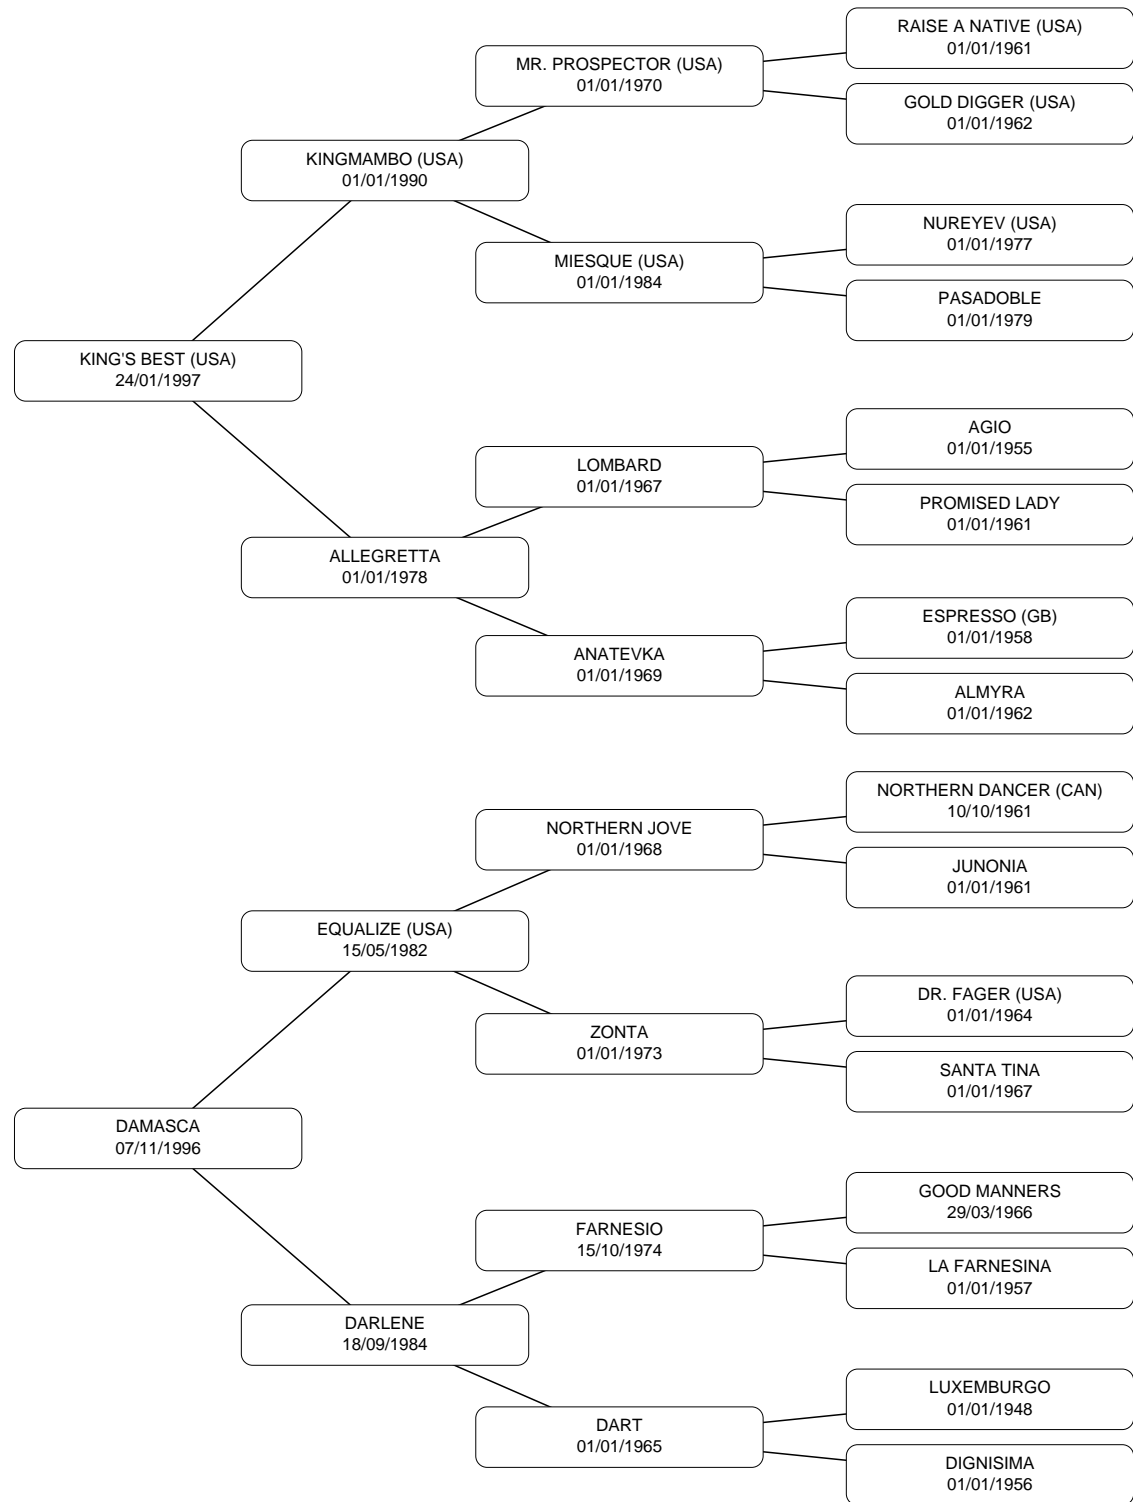 RAISE A NATIVE (USA)
01/01/1961
MR. PROSPECTOR (USA)
01/01/1970
GOLD DIGGER (USA)
01/01/1962
KINGMAMBO (USA)
01/01/1990
NUREYEV (USA)
01/01/1977
MIESQUE (USA)
01/01/1984
PASADOBLE
01/01/1979
KING'S BEST (USA)
24/01/1997
AGIO
01/01/1955
LOMBARD
01/01/1967
PROMISED LADY
01/01/1961
ALLEGRETTA
01/01/1978
ESPRESSO (GB)
01/01/1958
ANATEVKA
01/01/1969
ALMYRA
01/01/1962
NORTHERN DANCER (CAN)
10/10/1961
NORTHERN JOVE
01/01/1968
JUNONIA
01/01/1961
EQUALIZE (USA)
15/05/1982
DR. FAGER (USA)
01/01/1964
ZONTA
01/01/1973
SANTA TINA
01/01/1967
DAMASCA
07/11/1996
GOOD MANNERS
29/03/1966
FARNESIO
15/10/1974
LA FARNESINA
01/01/1957
DARLENE
18/09/1984
LUXEMBURGO
01/01/1948
DART
01/01/1965
DIGNISIMA
01/01/1956